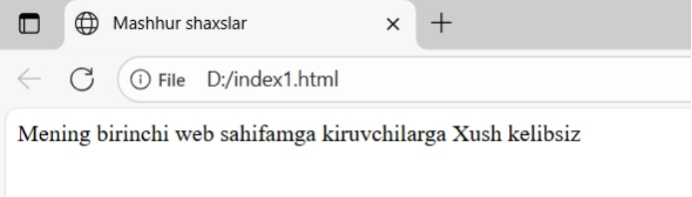 Mashhur shaxslar
File D:/index1.html
Mening birinchi web sahifamga kiruvchilarga Xush kelibsiz